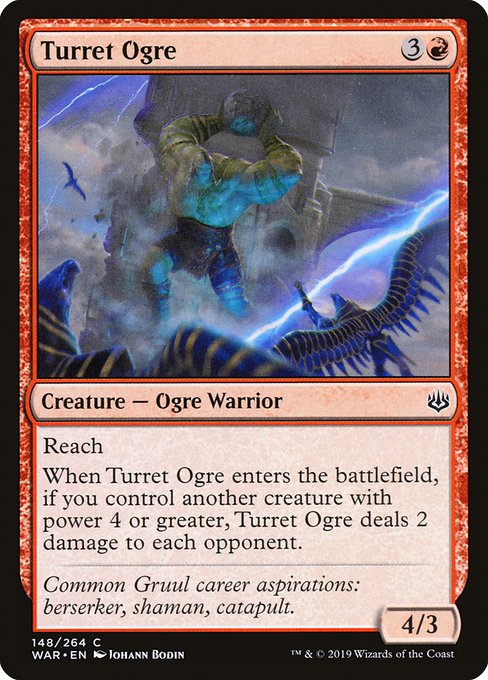 Turret Ogre 3
Creature — Ogre Warrior
Reach
When Turret Ogre enters the battlefield,
if you control another creature with
power 4 or greater, Turret Ogre deals 2
damage to each opponent.
Common Gruul career aspirations:
berserker, shaman, catapult.
4/3
148/264 C
WAR • EN Johann Bodin ™ & © 2019 Wizards of the Coast